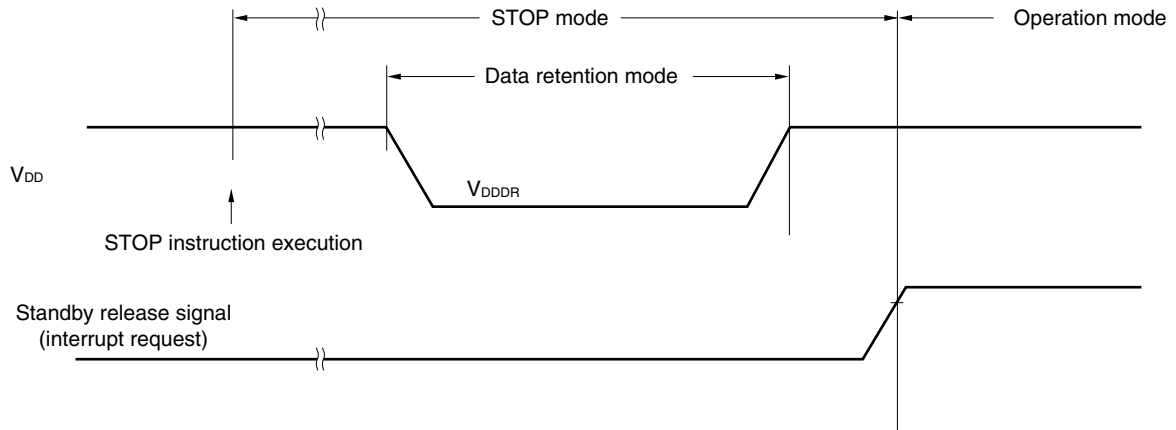 STOP mode
Operation mode
Data retention mode
VDD
VDDDR
STOP instruction execution
Standby release signal
(interrupt request)